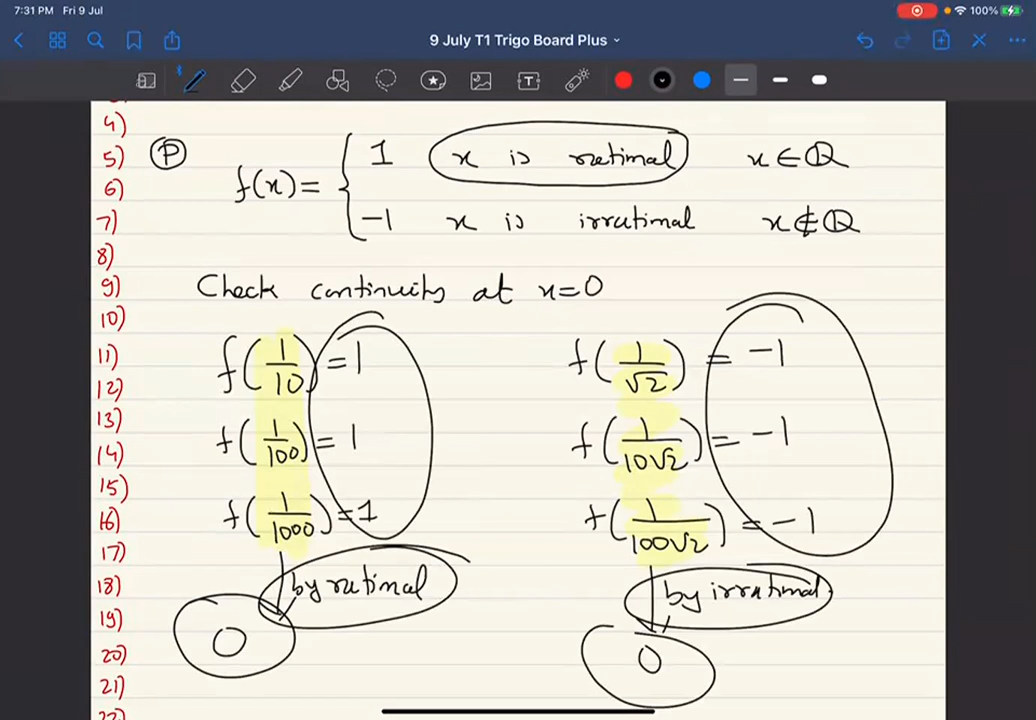 7:31 PM Fri 9 Jul
100%
9 July T1 Trigo Board Plus
4)
5) P 1 x is rational x ∈ Q
6) f(x) =
7) -1 x is irrational x ∉ Q
8)
9) Check continuity at x=0
10)
11) f(1/10) = 1 f(1/√2) = -1
12)
13)
14) f(1/100) = 1 f(1/10√2) = -1
15)
16) f(1/1000) = 1 f(1/100√2) = -1
17)
18) by rational by irrational
19)
20) 0 0
21)